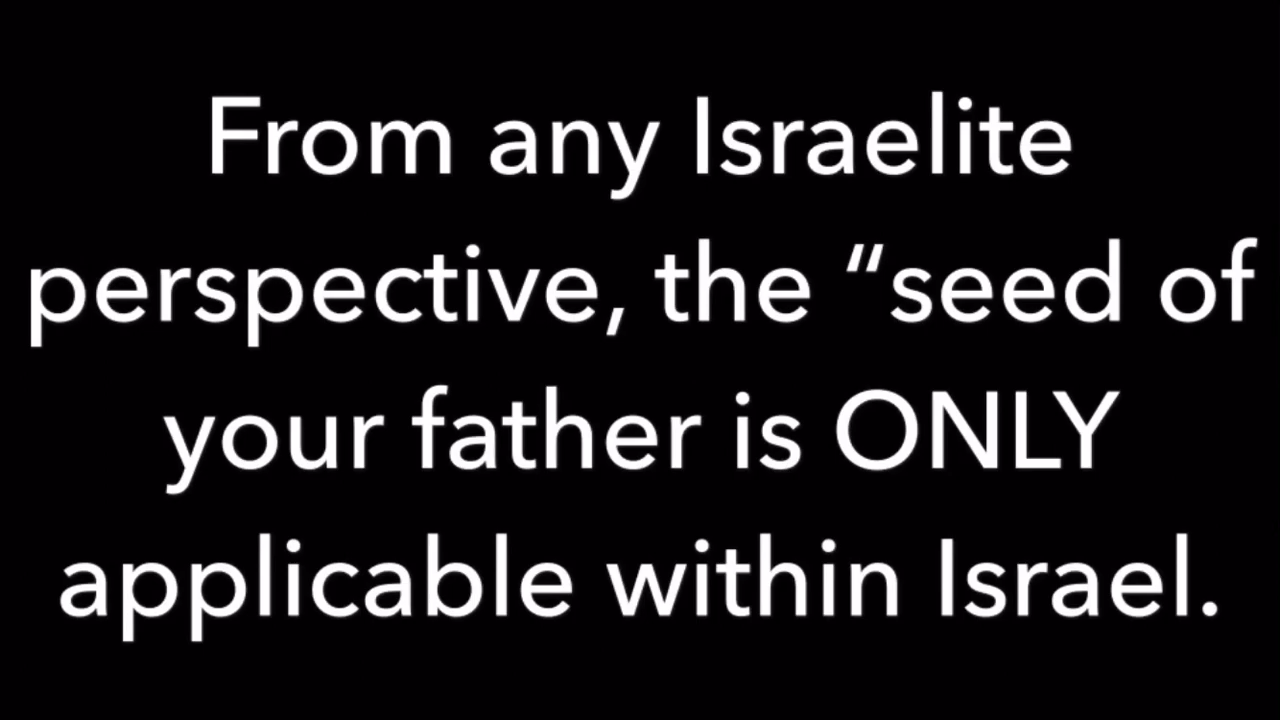 From any Israelite
perspective, the “seed of
your father is ONLY
applicable within Israel.